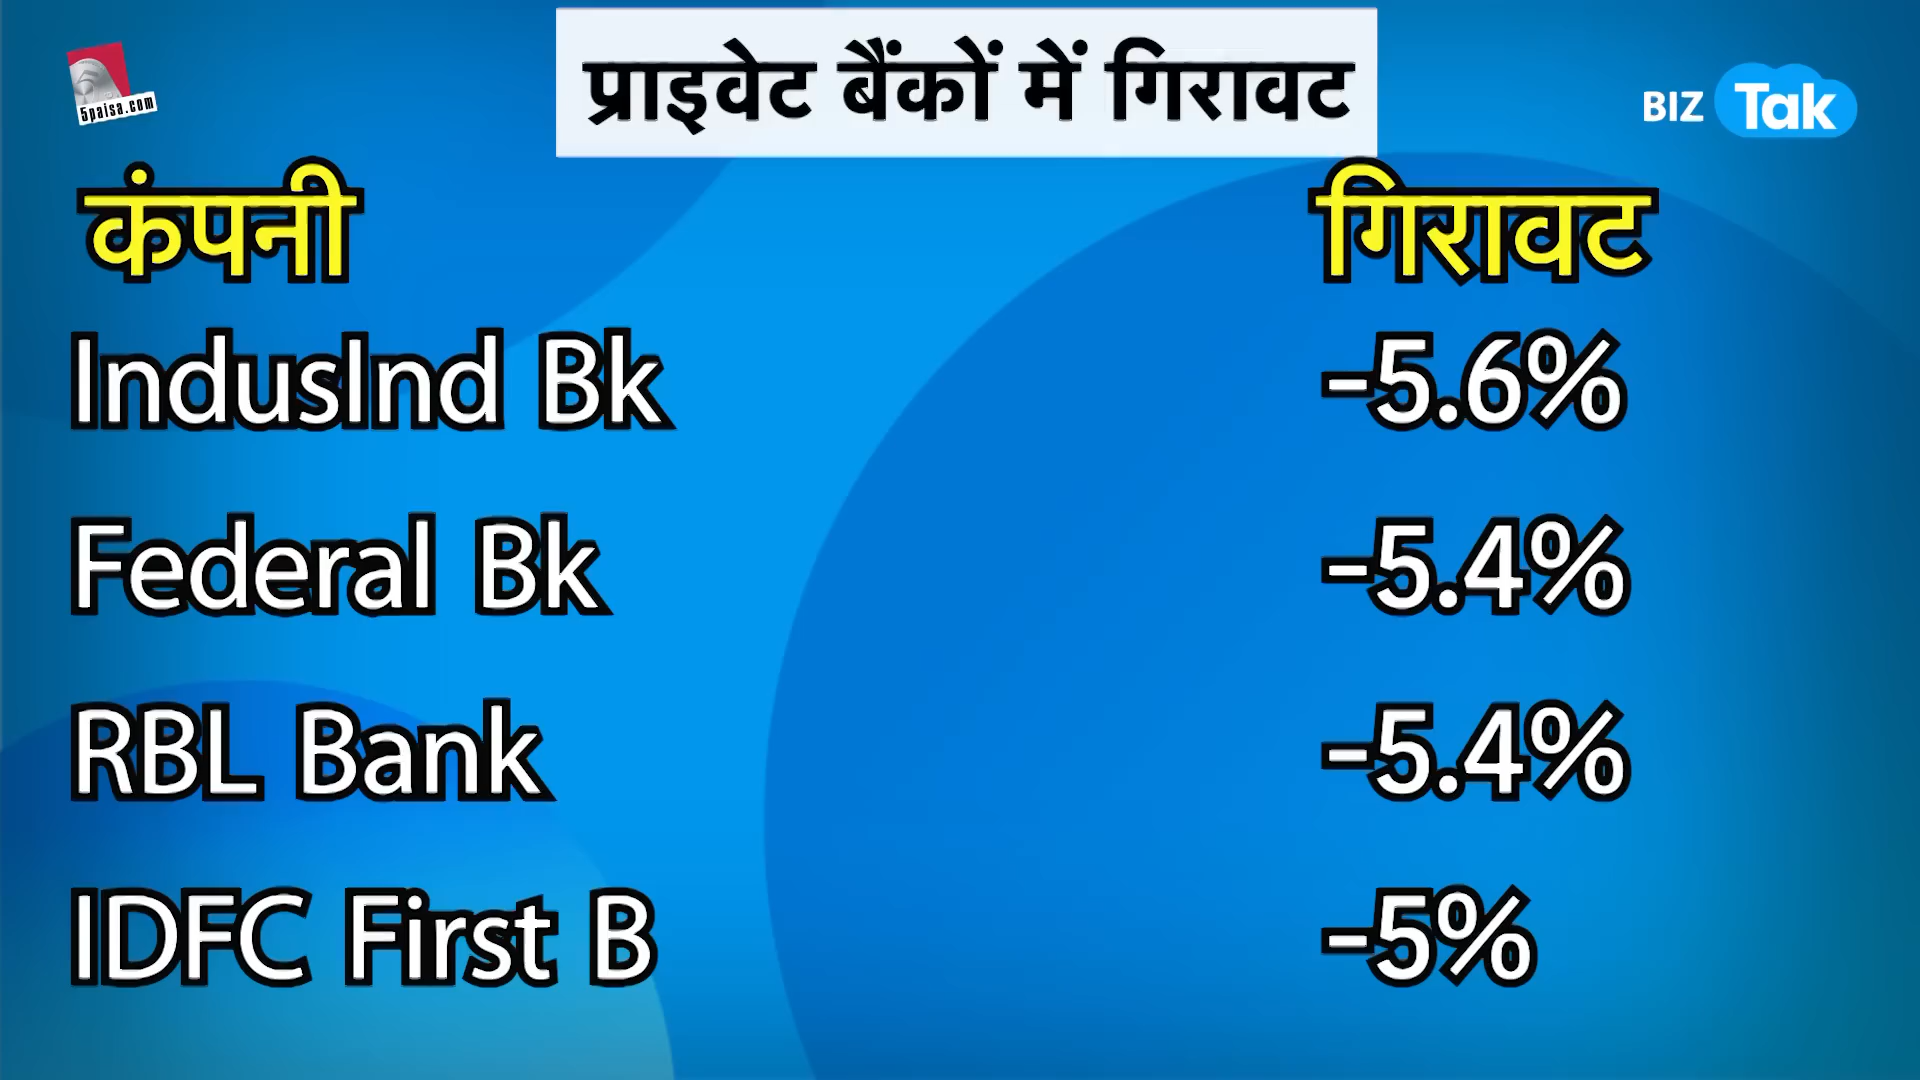 प्राइवेट बैंकों में गिरावट
5paisa.com
BIZ Tak
कंपनी गिरावट
IndusInd Bk -5.6%
Federal Bk -5.4%
RBL Bank -5.4%
IDFC First B -5%